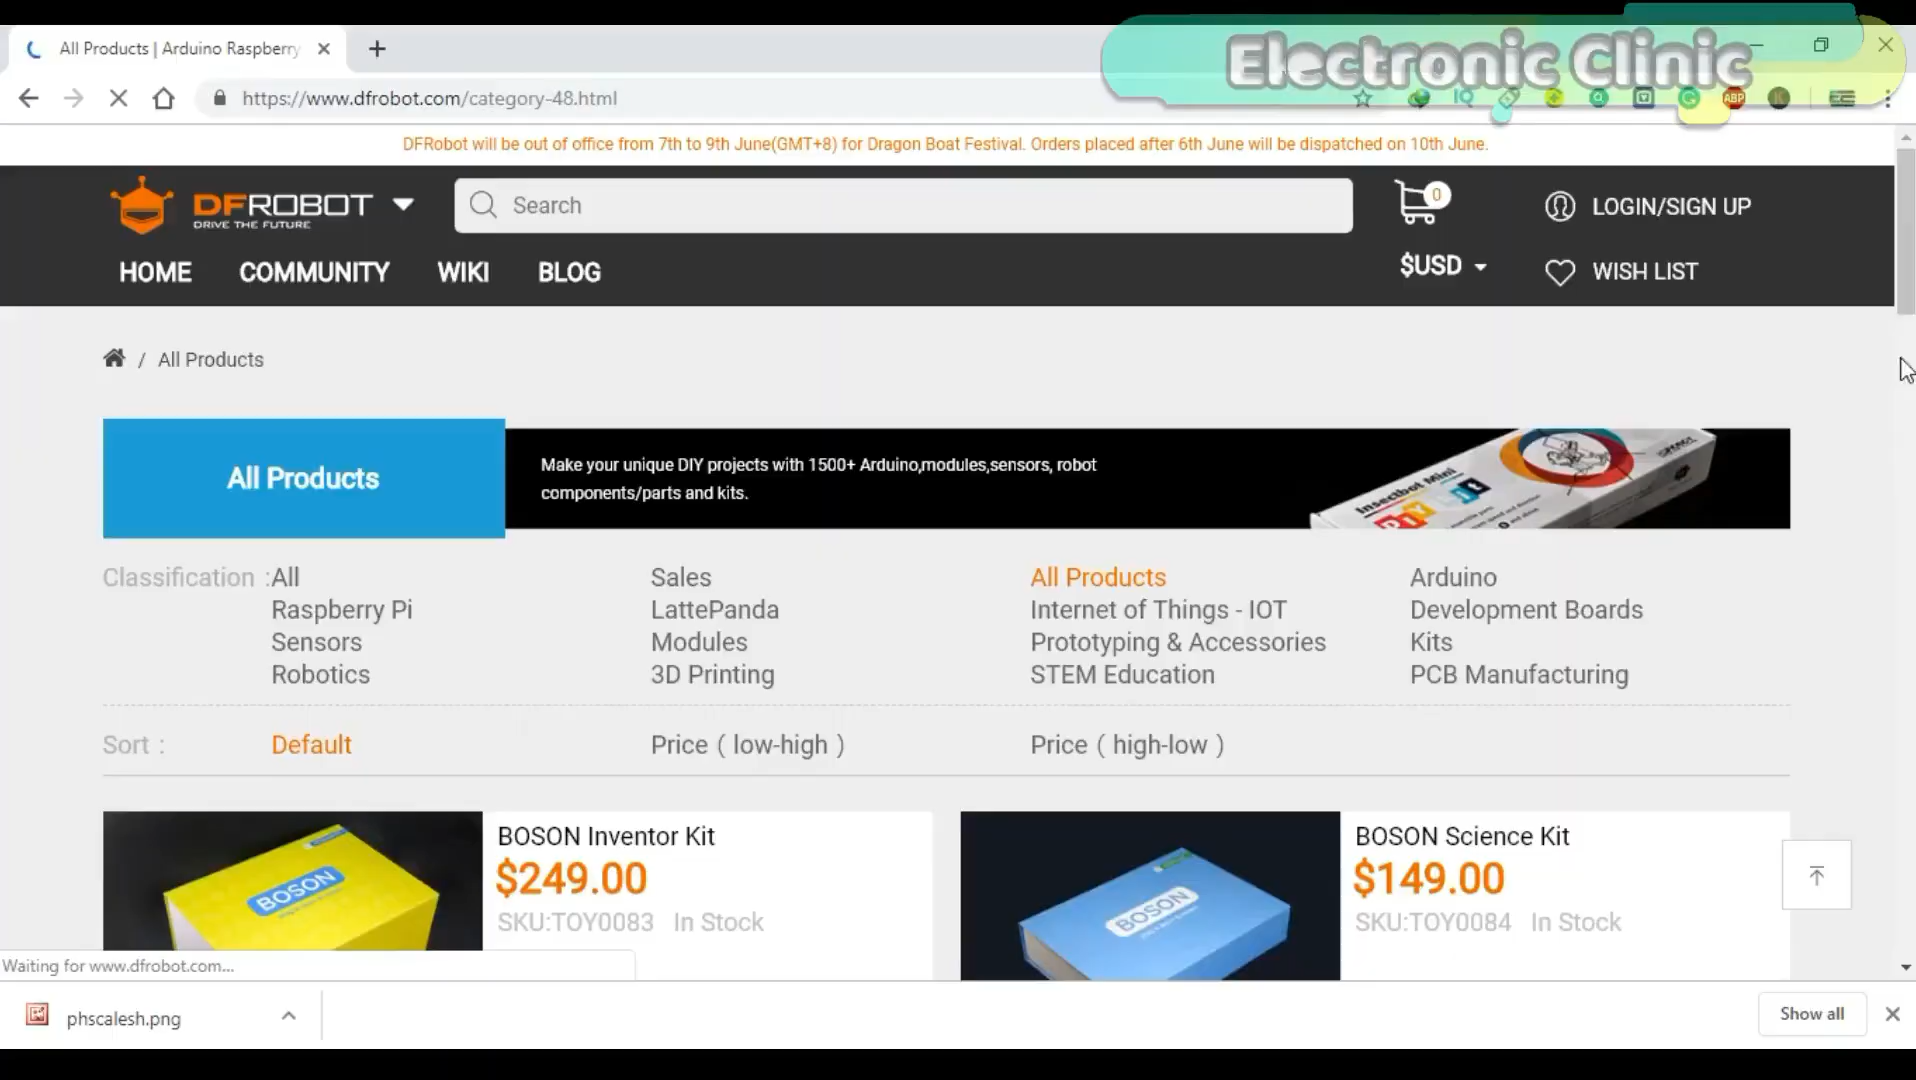 Electronic Clinic
All Products | Arduino Raspberry
https://www.dfrobot.com/category-48.html
IQ
ABP
DFRobot will be out of office from 7th to 9th June(GMT+8) for Dragon Boat Festival. Orders placed after 6th June will be dispatched on 10th June.
DFROBOT
DRIVE THE FUTURE
Search
0
LOGIN/SIGN UP
HOME COMMUNITY WIKI BLOG
$USD
WISH LIST
/ All Products
All Products
Make your unique DIY projects with 1500+ Arduino,modules,sensors, robot
components/parts and kits.
Insectbot Mini
DIY Kit
Classification : All Sales All Products Arduino
Raspberry Pi LattePanda Internet of Things - IOT Development Boards
Sensors Modules Prototyping & Accessories Kits
Robotics 3D Printing STEM Education PCB Manufacturing
Sort : Default Price ( low-high ) Price ( high-low )
BOSON
BOSON Inventor Kit
$249.00
SKU:TOY0083 In Stock
BOSON
BOSON Science Kit
$149.00
SKU:TOY0084 In Stock
Waiting for www.dfrobot.com...
phscalesh.png
Show all